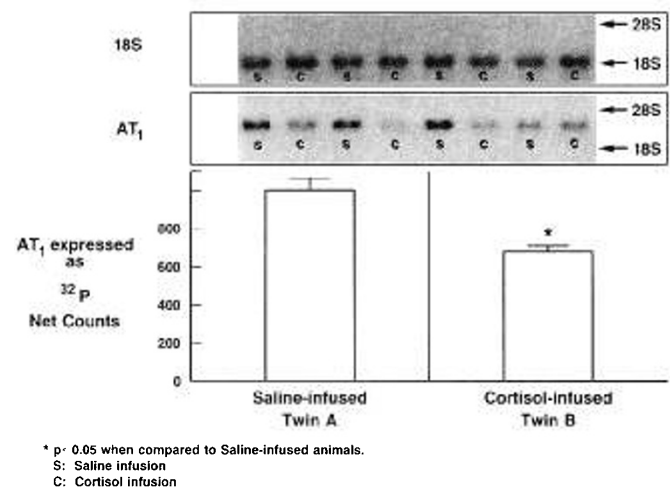 18S
← 28S
← 18S
S C S C S C S C
AT1
← 28S
← 18S
S C S C S C S C
AT1 expressed
as
32P
Net Counts
800
600
400
200
0
*
Saline-infused
Twin A
Cortisol-infused
Twin B
* p< 0.05 when compared to Saline-infused animals.
S: Saline infusion
C: Cortisol infusion